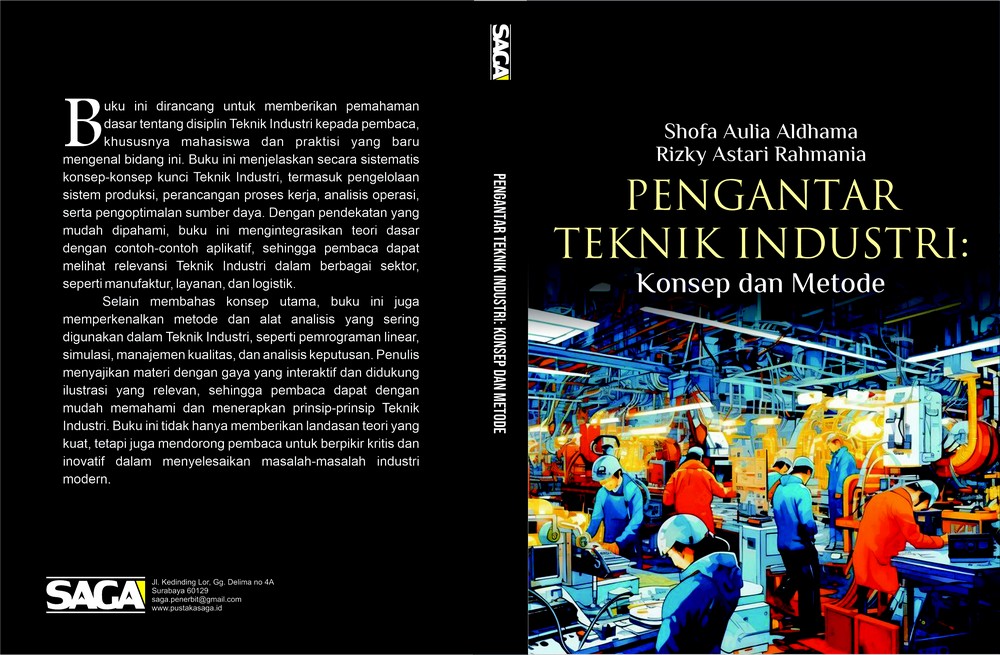 Buku ini dirancang untuk memberikan pemahaman
dasar tentang disiplin Teknik Industri kepada pembaca,
khususnya mahasiswa dan praktisi yang baru
mengenal bidang ini. Buku ini menjelaskan secara sistematis
konsep-konsep kunci Teknik Industri, termasuk pengelolaan
sistem produksi, perancangan proses kerja, analisis operasi,
serta pengoptimalan sumber daya. Dengan pendekatan yang
mudah dipahami, buku ini mengintegrasikan teori dasar
dengan contoh-contoh aplikatif, sehingga pembaca dapat
melihat relevansi Teknik Industri dalam berbagai sektor,
seperti manufaktur, layanan, dan logistik.
Selain membahas konsep utama, buku ini juga
memperkenalkan metode dan alat analisis yang sering
digunakan dalam Teknik Industri, seperti pemrograman linear,
simulasi, manajemen kualitas, dan analisis keputusan. Penulis
menyajikan materi dengan gaya yang interaktif dan didukung
ilustrasi yang relevan, sehingga pembaca dapat dengan
mudah memahami dan menerapkan prinsip-prinsip Teknik
Industri. Buku ini tidak hanya memberikan landasan teori yang
kuat, tetapi juga mendorong pembaca untuk berpikir kritis dan
inovatif dalam menyelesaikan masalah-masalah industri
modern.
SAGA
Jl. Kedinding Lor, Gg. Delima no 4A
Surabaya 60129
saga.penerbit@gmail.com
www.pustakasaga.id
SAGA
PENGANTAR TEKNIK INDUSTRI: KONSEP DAN METODE
Shofa Aulia Aldhama
Rizky Astari Rahmania
PENGANTAR
TEKNIK INDUSTRI:
Konsep dan Metode